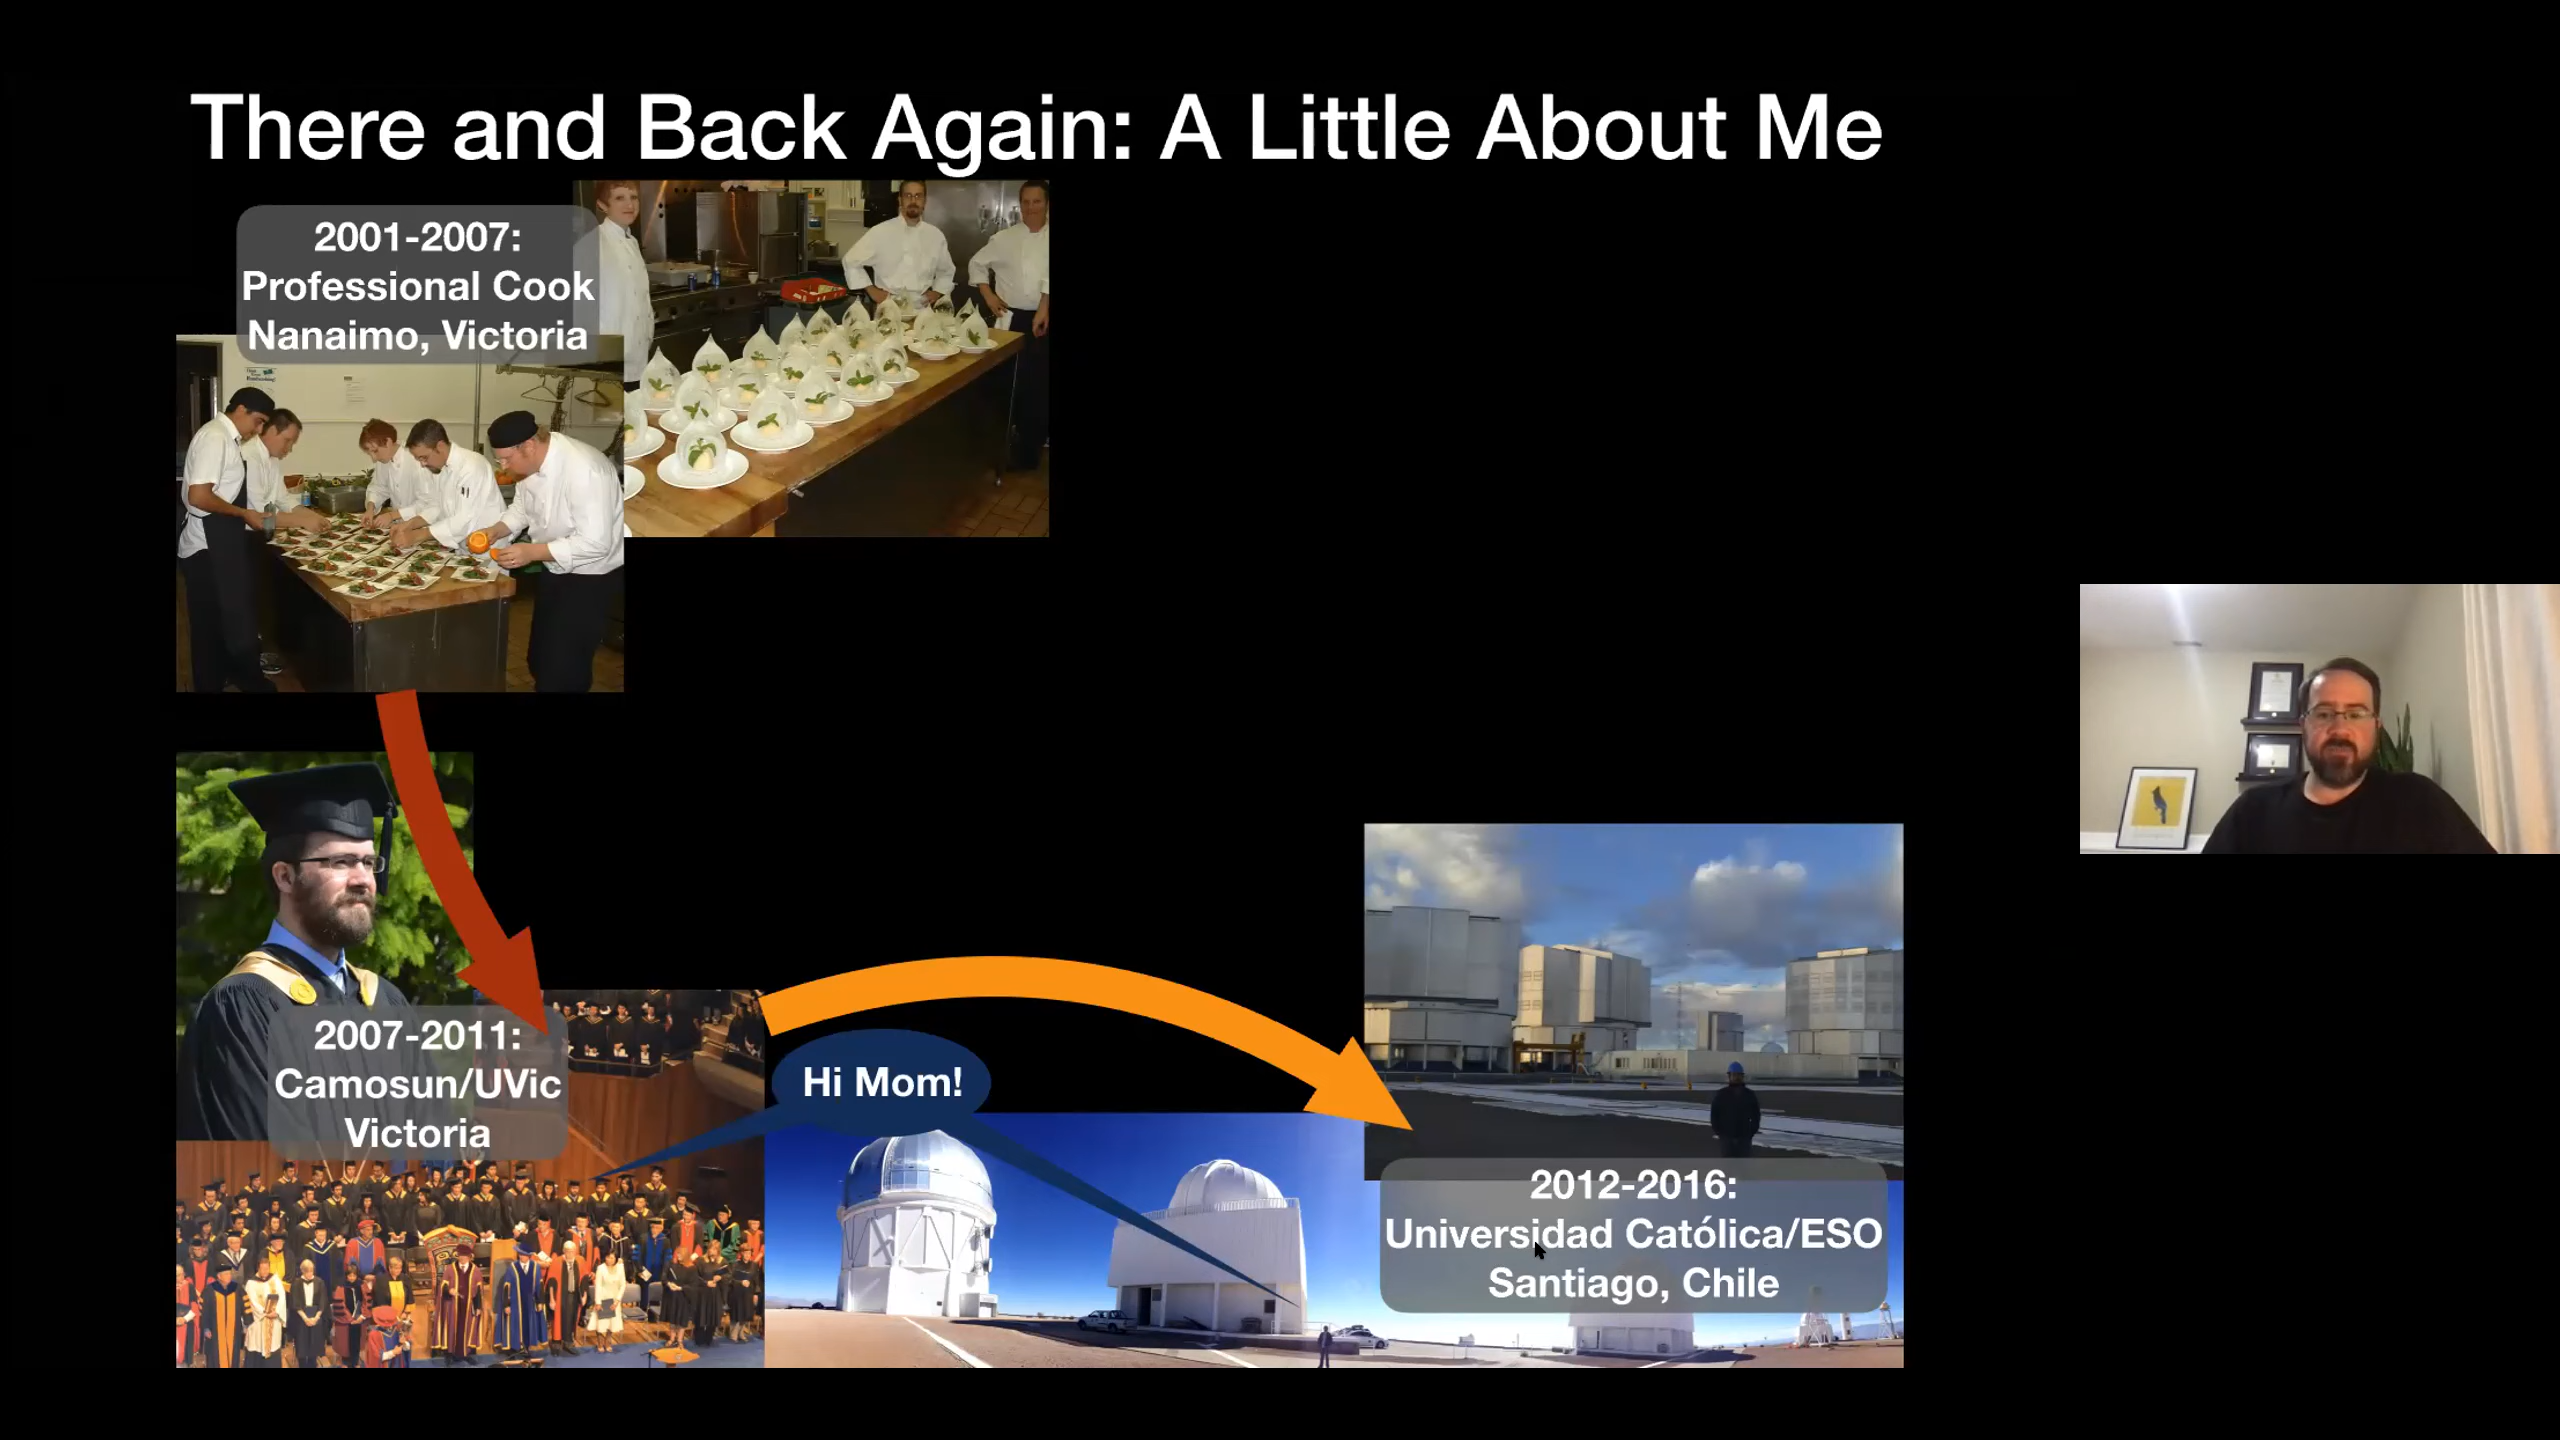 There and Back Again: A Little About Me
2001-2007:
Professional Cook
Nanaimo, Victoria
2007-2011:
Camosun/UVic
Victoria
Hi Mom!
2012-2016:
Universidad Católica/ESO
Santiago, Chile